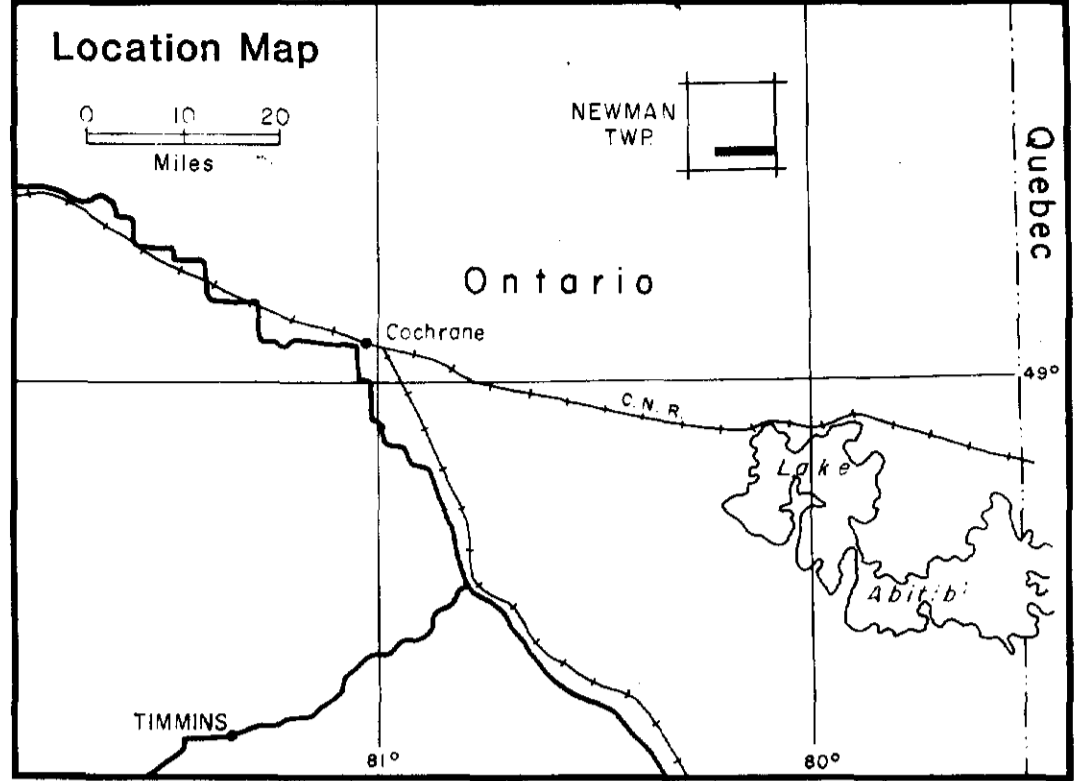 Location Map
0 10 20
Miles
NEWMAN
TWP.
Quebec
Ontario
Cochrane
49°
C.N.R.
Lake
Abitibi
TIMMINS
81°
80°